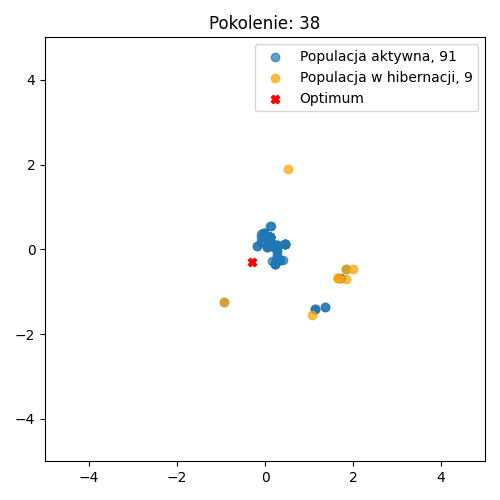 Pokolenie: 38
Populacja aktywna, 91
Populacja w hibernacji, 9
Optimum
4
2
0
−2
−4
−4
−2
0
2
4